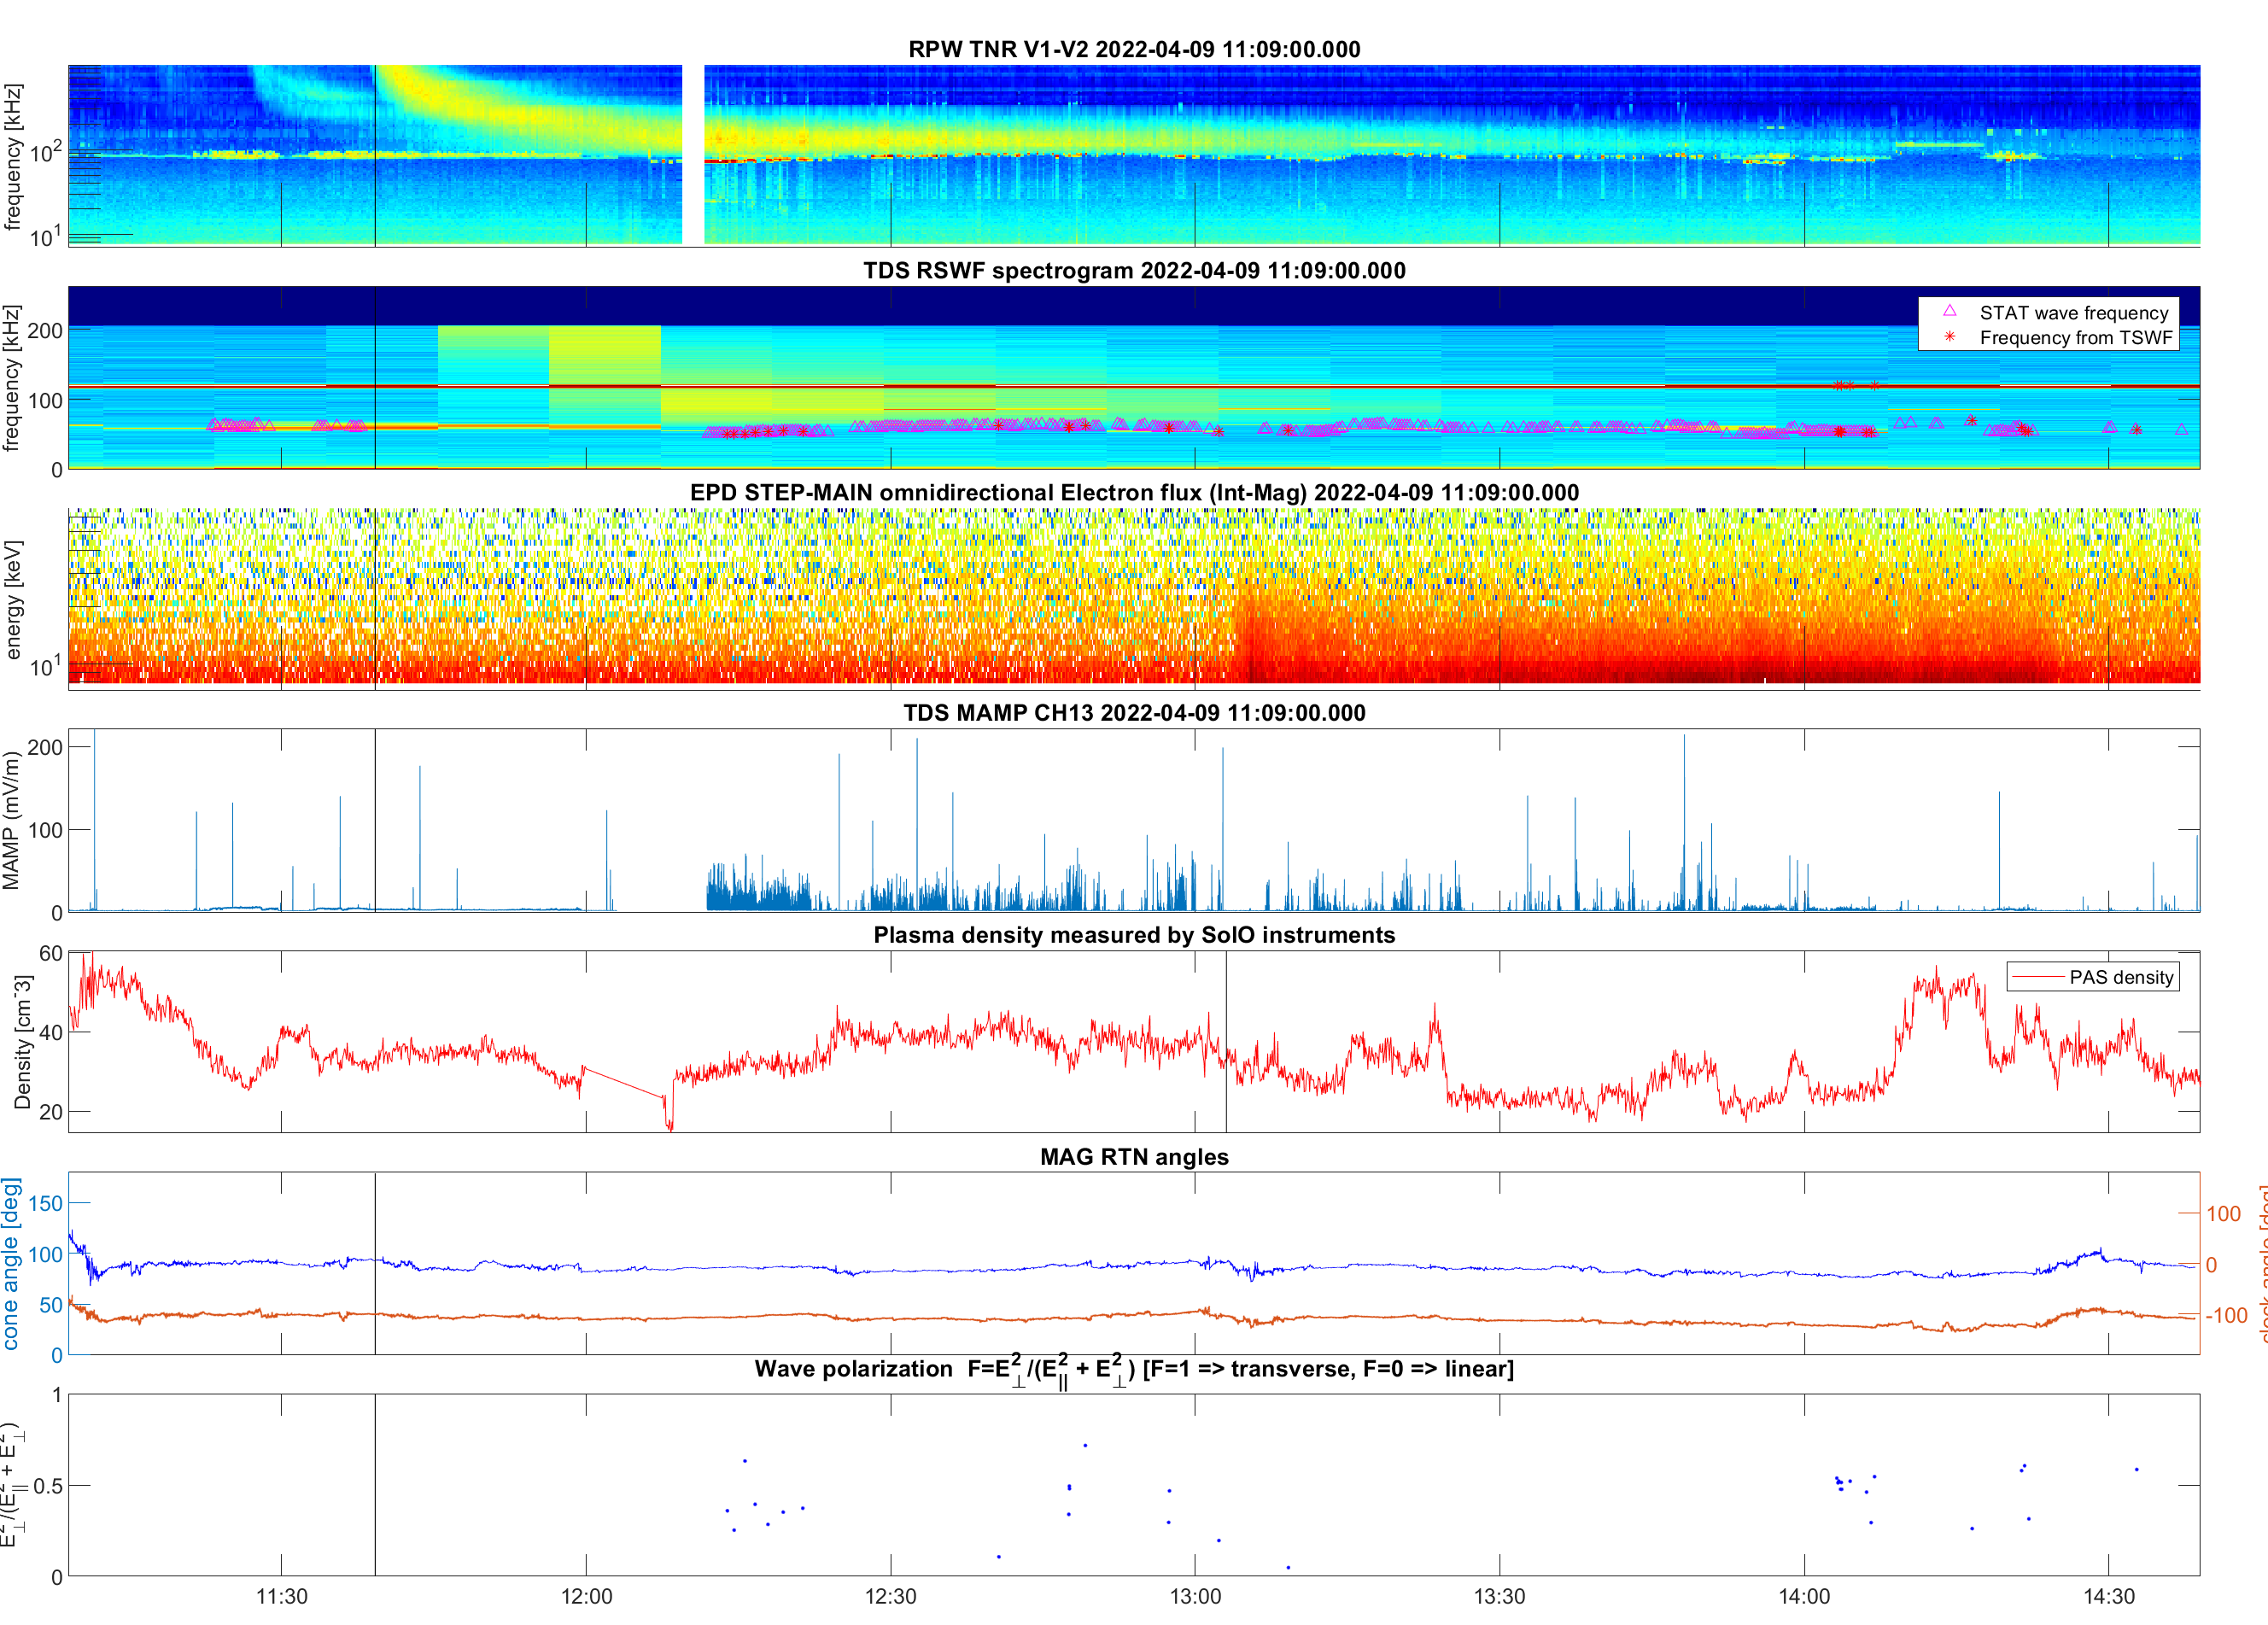 RPW TNR V1-V2 2022-04-09 11:09:00.000
frequency [kHz]
10^2
10^1
TDS RSWF spectrogram 2022-04-09 11:09:00.000
frequency [kHz]
200
100
0
STAT wave frequency
Frequency from TSWF
EPD STEP-MAIN omnidirectional Electron flux (Int-Mag) 2022-04-09 11:09:00.000
energy [keV]
10^1
TDS MAMP CH13 2022-04-09 11:09:00.000
MAMP (mV/m)
200
100
0
Plasma density measured by SolO instruments
Density [cm^-3]
60
40
20
PAS density
MAG RTN angles
cone angle [deg]
150
100
50
0
100
0
-100
clock angle [deg]
Wave polarization F=E⊥^2/(E||^2 + E⊥^2) [F=1 => transverse, F=0 => linear]
E⊥^2/(E||^2 + E⊥^2)
1
0.5
0
11:30 12:00 12:30 13:00 13:30 14:00 14:30